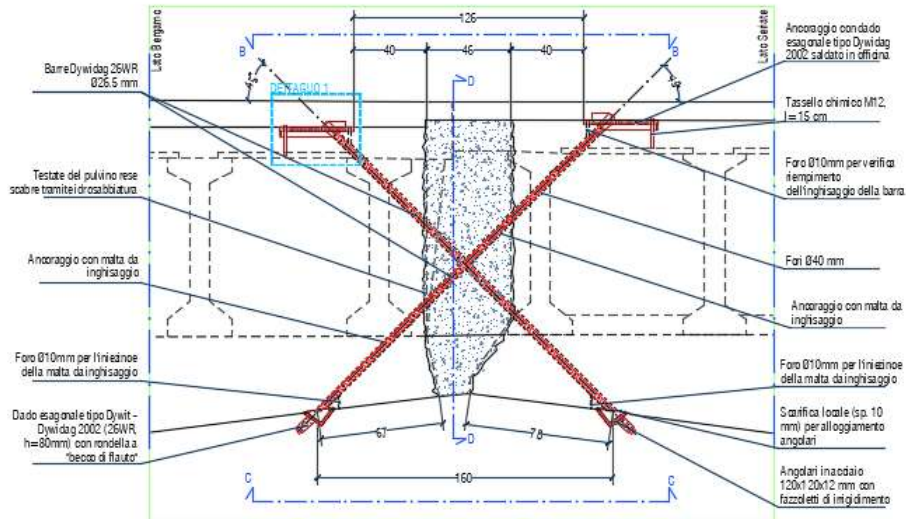 Lato Bergamo
126
40
46
40
Lato Seriate
B
B
D
45
45
DETTAGLIO 1
Barre Dywidag 26WR
Ø26.5 mm
Testate del pulvino rese
scabre tramite idrosabbiatura
Ancoraggio con malta da
inghisaggio
Foro Ø10mm per l'iniezinoe
della malta da inghisaggio
Dado esagonale tipo Dywit -
Dywidag 2002 (26WR,
h=80mm) con rondella a
"becco di flauto"
Ancoraggio con dado
esagonale tipo Dywidag
2002 saldato in officina
Tassello chimico M12,
l=15 cm
Foro Ø10mm per verifica
riempimento
dell'inghisaggio della barra
Fori Ø40 mm
Ancoraggio con malta da
inghisaggio
Foro Ø10mm per l'iniezinoe
della malta da inghisaggio
Scarifica locale (sp. 10
mm) per alloggiamento
angolari
Angolari in acciaio
120x120x12 mm con
fazzoletti di irrigidimento
67
D
78
160
C
C